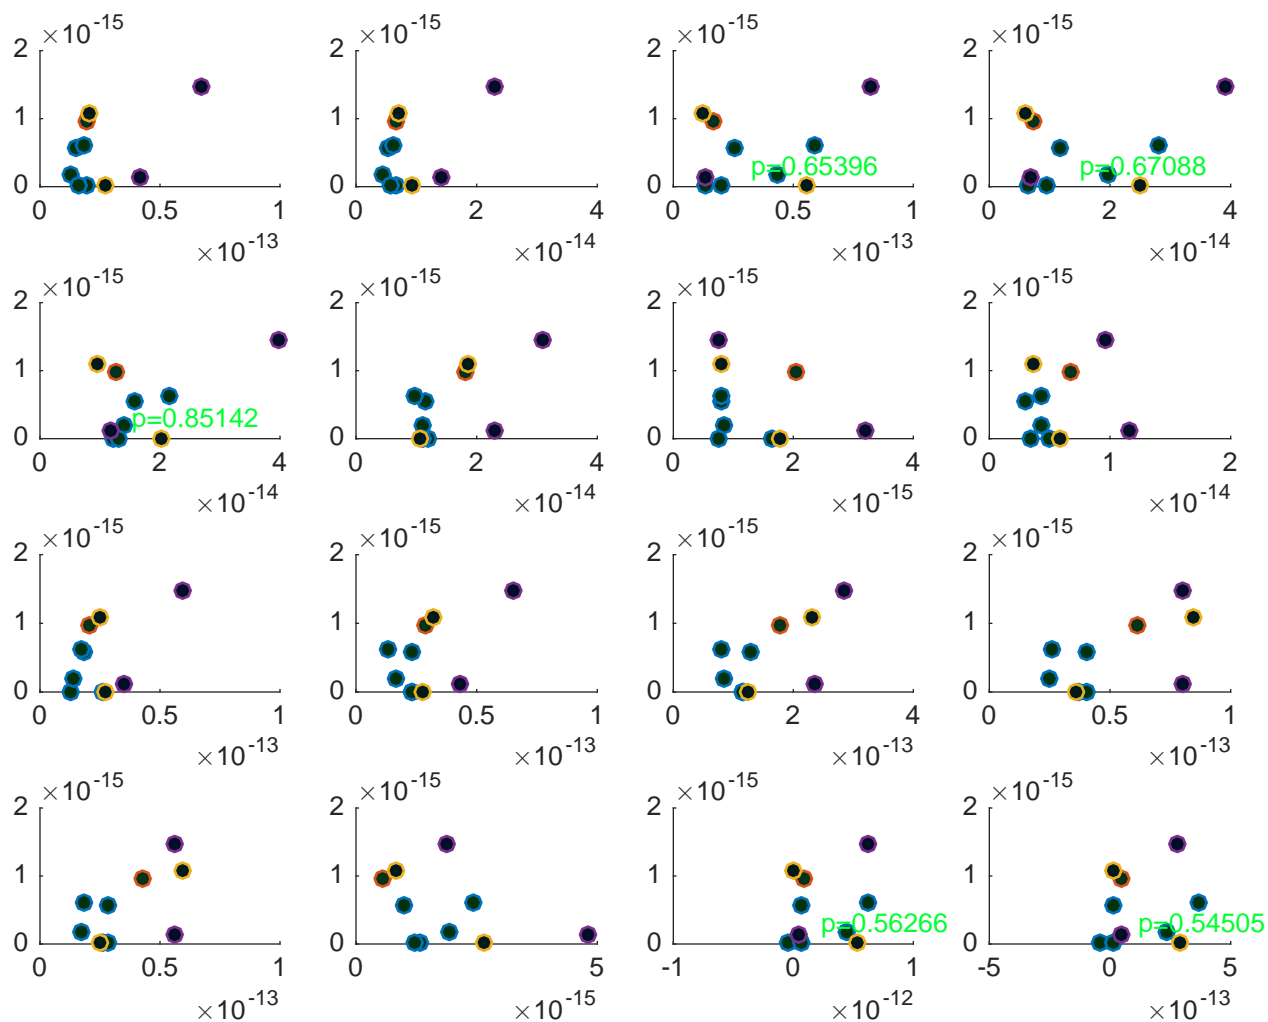 ×10^-15 ×10^-15 ×10^-15 ×10^-15
2 2 2 2
1 1 1 1
p=0.65396 p=0.67088
0 0 0 0
0 0.5 1 0 2 4 0 0.5 1 0 2 4
×10^-13 ×10^-14 ×10^-13 ×10^-14
×10^-15 ×10^-15 ×10^-15 ×10^-15
2 2 2 2
1 1 1 1
p=0.85142
0 0 0 0
0 2 4 0 2 4 0 2 4 0 1 2
×10^-14 ×10^-14 ×10^-15 ×10^-14
×10^-15 ×10^-15 ×10^-15 ×10^-15
2 2 2 2
1 1 1 1
0 0 0 0
0 0.5 1 0 0.5 1 0 2 4 0 0.5 1
×10^-13 ×10^-13 ×10^-13 ×10^-13
×10^-15 ×10^-15 ×10^-15 ×10^-15
2 2 2 2
1 1 1 1
p=0.56266 p=0.54505
0 0 0 0
0 0.5 1 0 5 -1 0 1 -5 0 5
×10^-13 ×10^-15 ×10^-12 ×10^-13